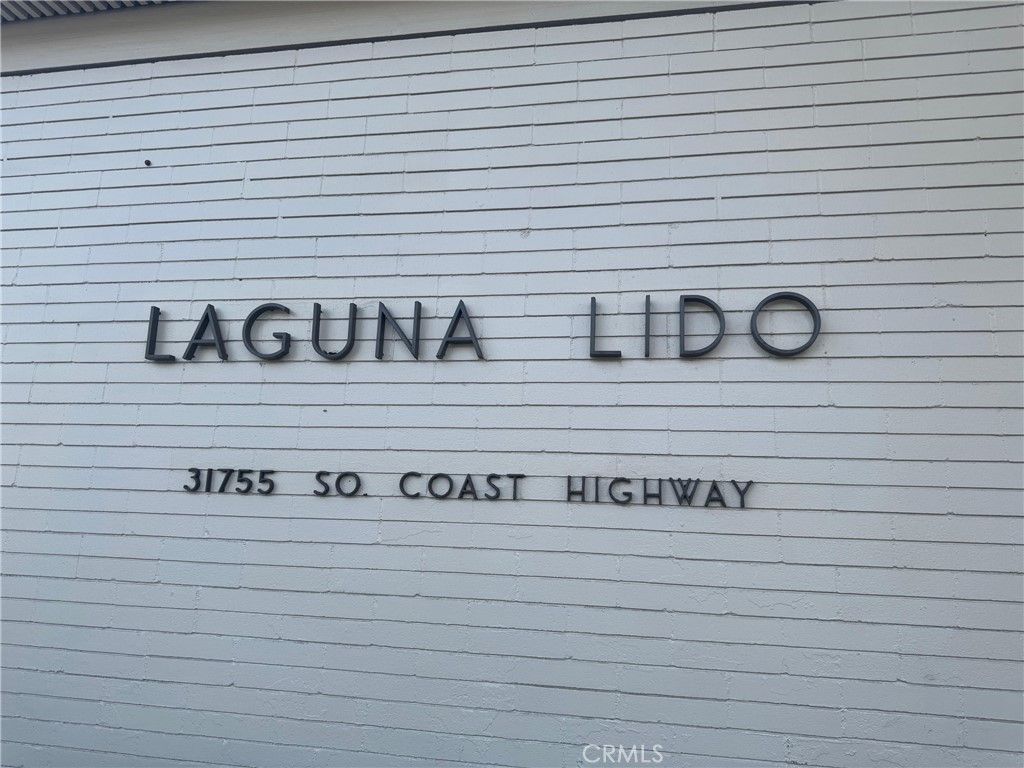 LAGUNA LIDO
31755 SO. COAST HIGHWAY
CRMLS